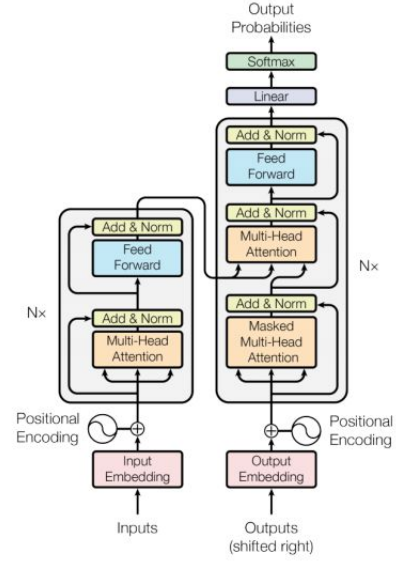 Output
Probabilities
Softmax
Linear
Add & Norm
Feed
Forward
Add & Norm
Multi-Head
Attention
Nx
Add & Norm
Masked
Multi-Head
Attention
Add & Norm
Feed
Forward
Nx
Add & Norm
Multi-Head
Attention
Positional
Encoding
Positional
Encoding
Input
Embedding
Output
Embedding
Inputs
Outputs
(shifted right)